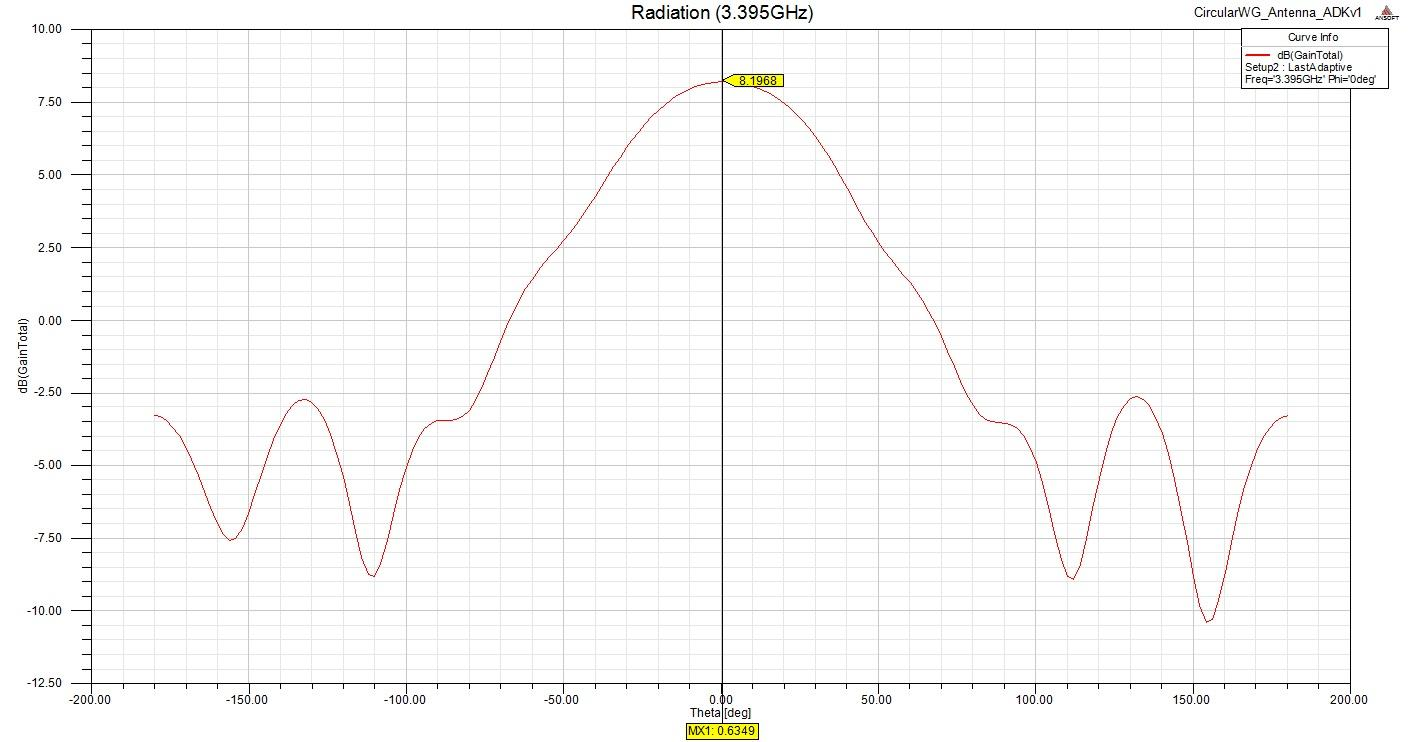 Radiation (3.395GHz)
CircularWG_Antenna_ADKv1
ANSOFT
Curve Info
dB(GainTotal)
Setup2 : LastAdaptive
Freq='3.395GHz' Phi='0deg'
10.00
7.50
5.00
2.50
0.00
-2.50
-5.00
-7.50
-10.00
-12.50
dB(GainTotal)
8.1968
-200.00 -150.00 -100.00 -50.00 0.00 50.00 100.00 150.00 200.00
Theta [deg]
MX1: 0.6349